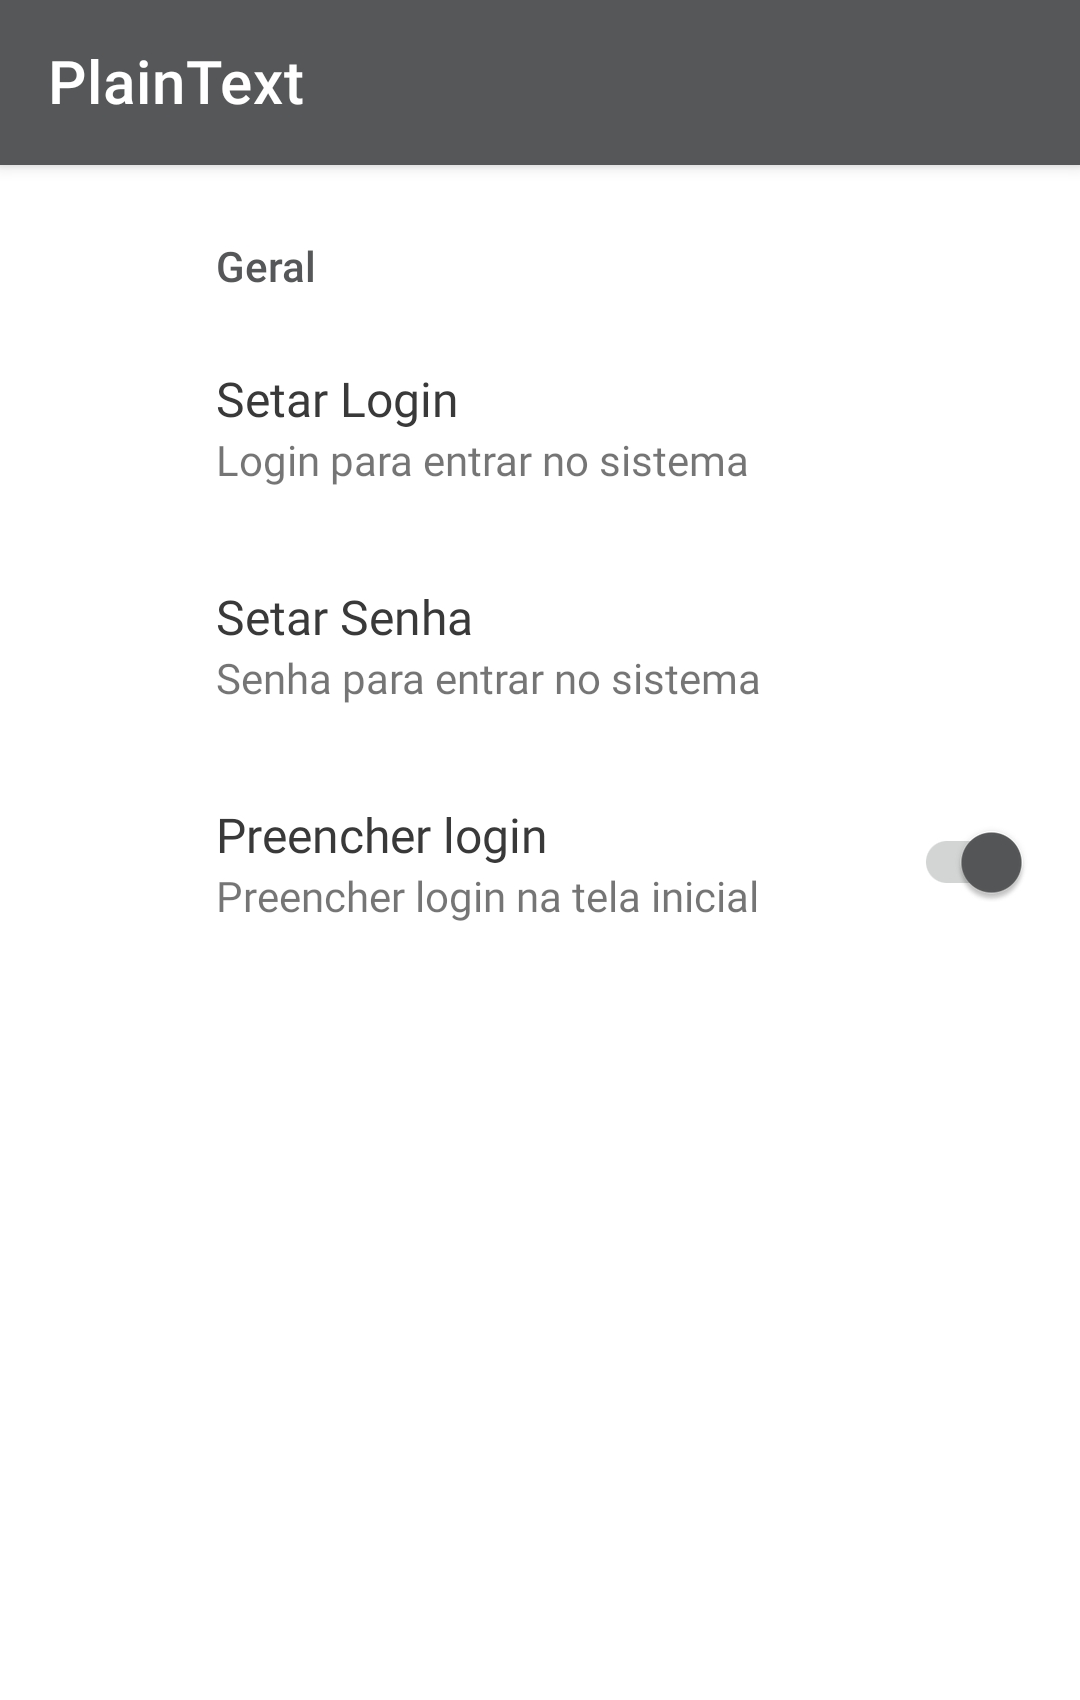 PlainText
Geral
Setar Login
Login para entrar no sistema
Setar Senha
Senha para entrar no sistema
Preencher login
Preencher login na tela inicial